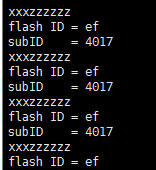 xxxzzzzzz
flash ID = ef
subID    = 4017
xxxzzzzzz
flash ID = ef
subID    = 4017
xxxzzzzzz
flash ID = ef
subID    = 4017
xxxzzzzzz
flash ID = ef